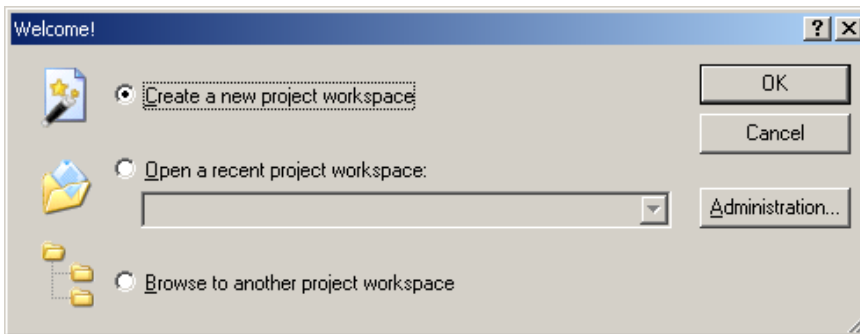 Welcome!
Create a new project workspace
OK
Cancel
Open a recent project workspace:
Administration...
Browse to another project workspace